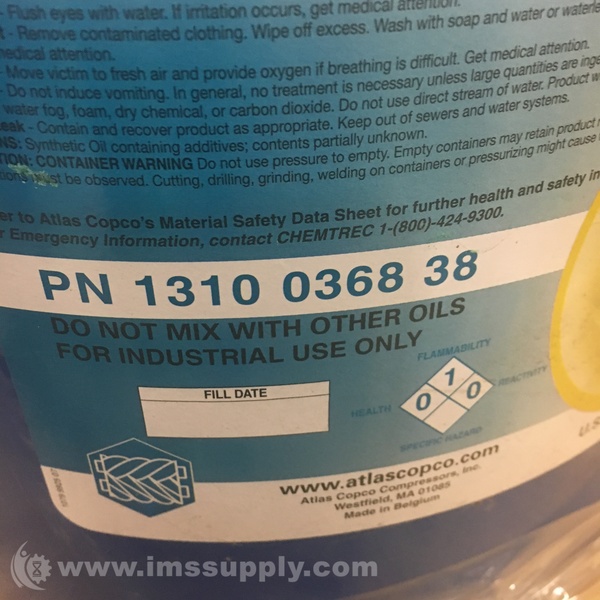 - Flush eyes with water. If irritation occurs, get medical attention.
- Remove contaminated clothing. Wipe off excess. Wash with soap and water or waterle
medical attention.
- Move victim to fresh air and provide oxygen if breathing is difficult. Get medical attention.
- Do not induce vomiting. In general, no treatment is necessary unless large quantities are inge
water fog, foam, dry chemical, or carbon dioxide. Do not use direct stream of water. Product w
eak - Contain and recover product as appropriate. Keep out of sewers and water systems.
NS: Synthetic Oil containing additives; contents partially unknown.
TION: CONTAINER WARNING Do not use pressure to empty. Empty containers may retain product
must be observed. Cutting, drilling, grinding, welding on containers or pressurizing might cause
er to Atlas Copco's Material Safety Data Sheet for further health and safety in
r Emergency Information, contact CHEMTREC 1-(800)-424-9300.
PN 1310 0368 38
DO NOT MIX WITH OTHER OILS
FOR INDUSTRIAL USE ONLY
FILL DATE
FLAMMABILITY
HEALTH
0
1
0
REACTIVITY
SPECIFIC HAZARD
www.atlascopco.com
Atlas Copco Compressors, Inc.
Westfield, MA 01085
Made in Belgium
U.S
www.imssupply.com